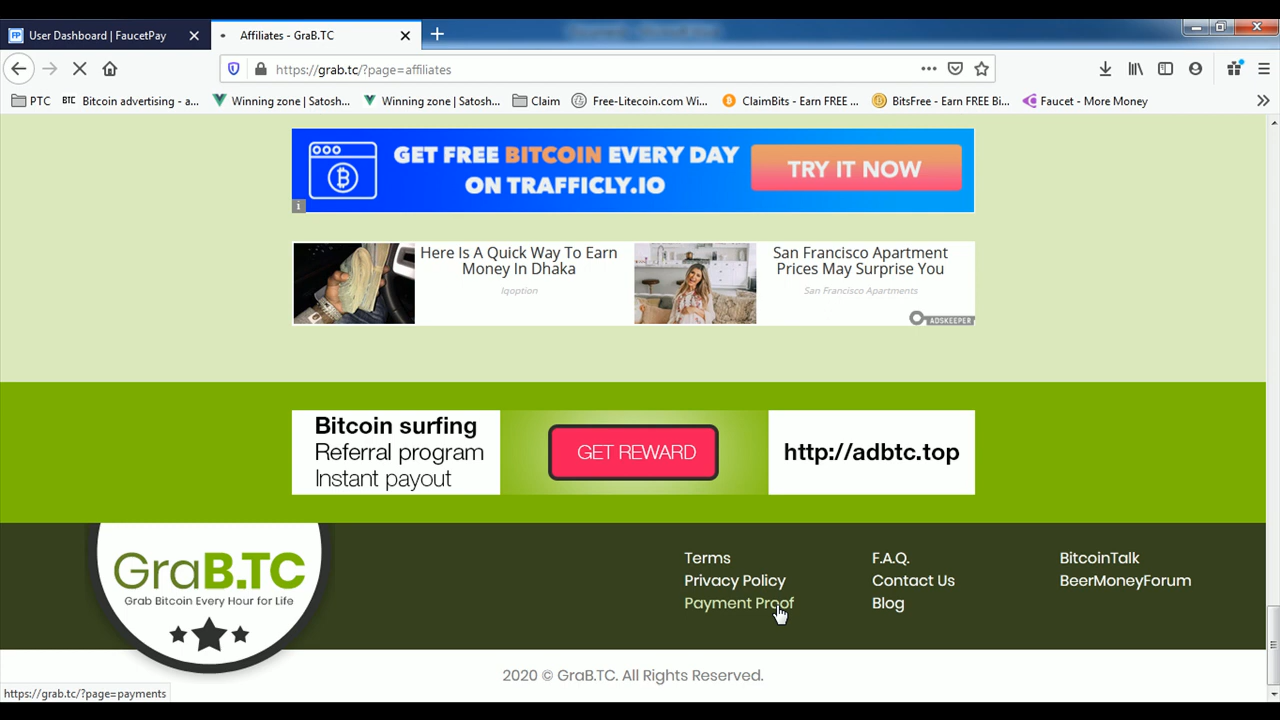 User Dashboard | FaucetPay
Affiliates - GraB.TC
https://grab.tc/?page=affiliates
PTC
BTC Bitcoin advertising - a...
Winning zone | Satosh...
Winning zone | Satosh...
Claim
Free-Litecoin.com Wi...
ClaimBits - Earn FREE ...
BitsFree - Earn FREE Bi...
Faucet - More Money
GET FREE BITCOIN EVERY DAY
ON TRAFFICLY.IO
TRY IT NOW
Here Is A Quick Way To Earn
Money In Dhaka
Iqoption
San Francisco Apartment
Prices May Surprise You
San Francisco Apartments
ADSKEEPER
Bitcoin surfing
Referral program
Instant payout
GET REWARD
http://adbtc.top
GraB.TC
Grab Bitcoin Every Hour for Life
Terms
Privacy Policy
Payment Proof
F.A.Q.
Contact Us
Blog
BitcoinTalk
BeerMoneyForum
2020 © GraB.TC. All Rights Reserved.
https://grab.tc/?page=payments